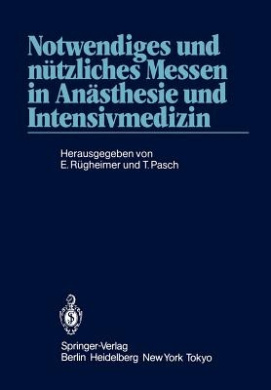 Notwendiges und
nützliches Messen
in Anästhesie und
Intensivmedizin
Herausgegeben von
E. Rügheimer und T. Pasch
Springer-Verlag
Berlin Heidelberg New York Tokyo